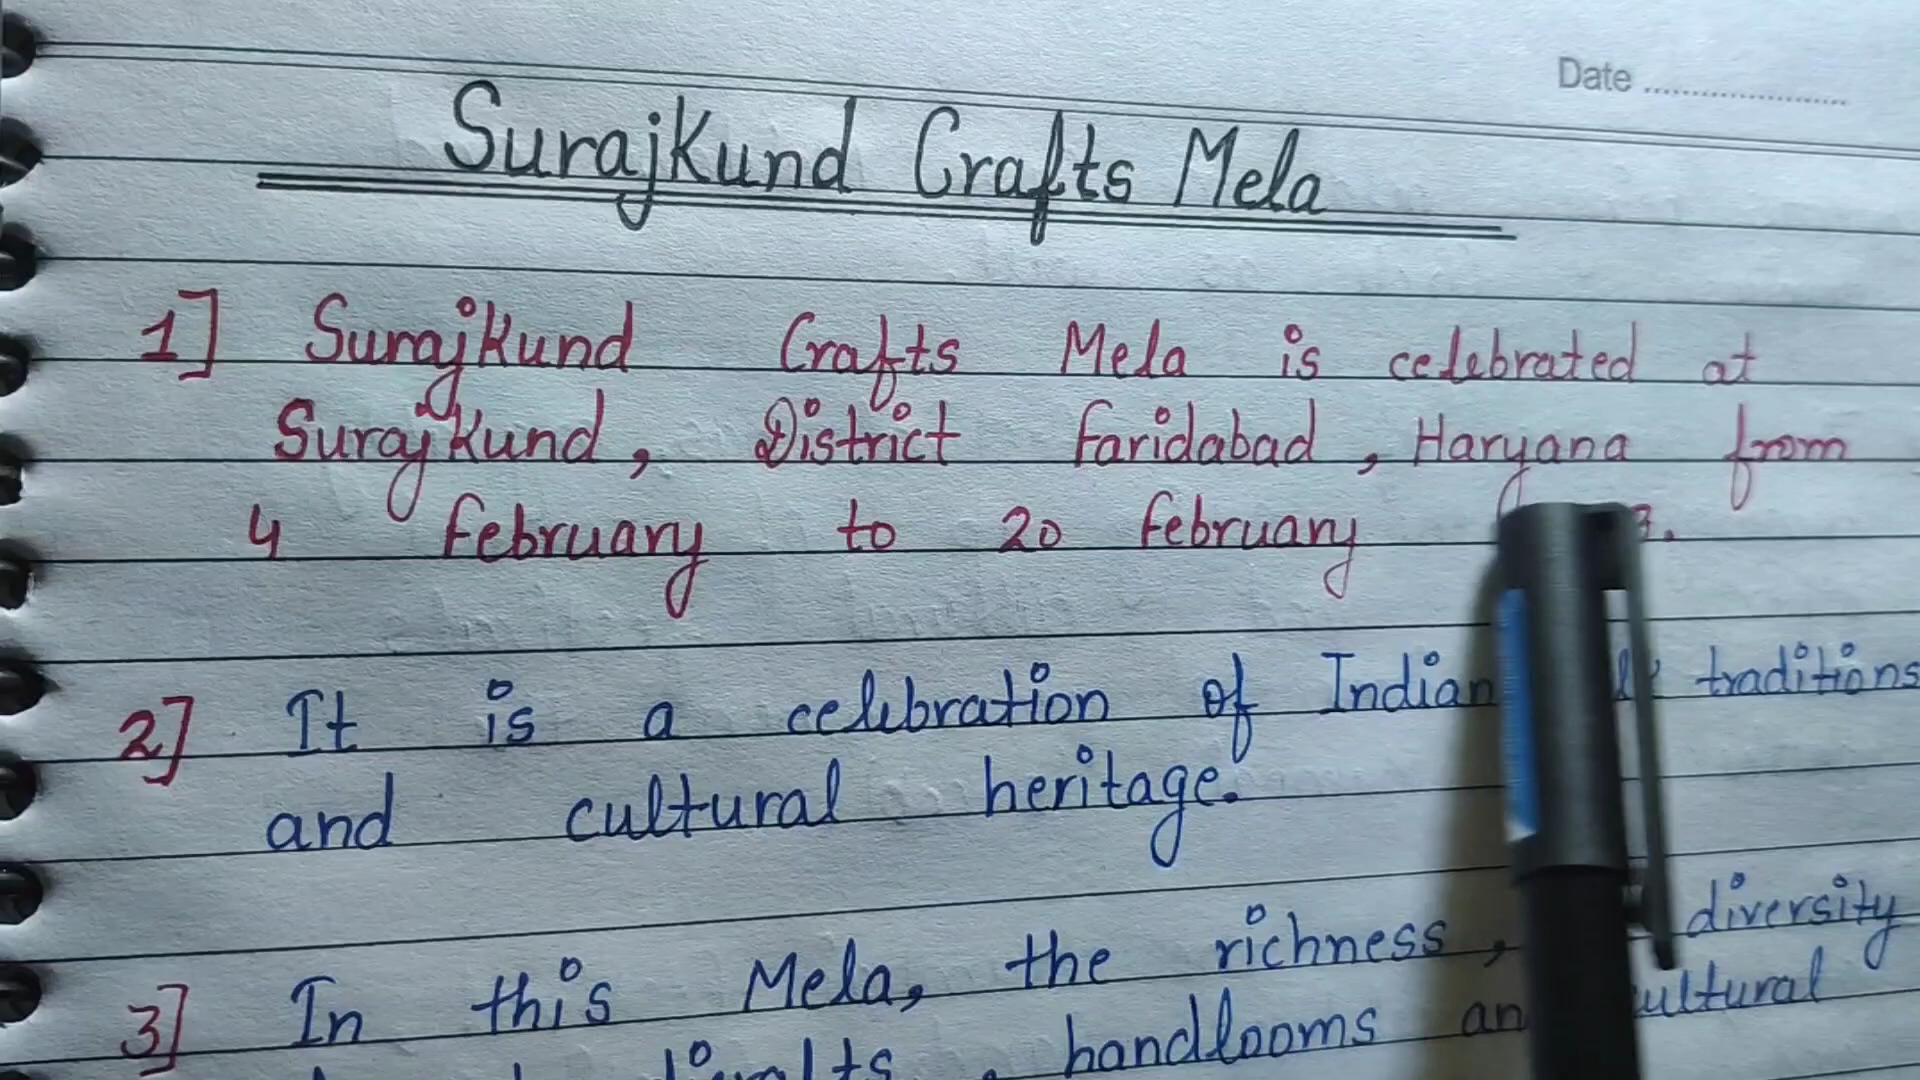 Date
Surajkund Crafts Mela
1] Surajkund Crafts Mela is celebrated at
Surajkund, District Faridabad, Haryana from
4 February to 20 February
2] It is a celebration of Indian traditions
and cultural heritage.
3] In this Mela, the richness, diversity
handlooms